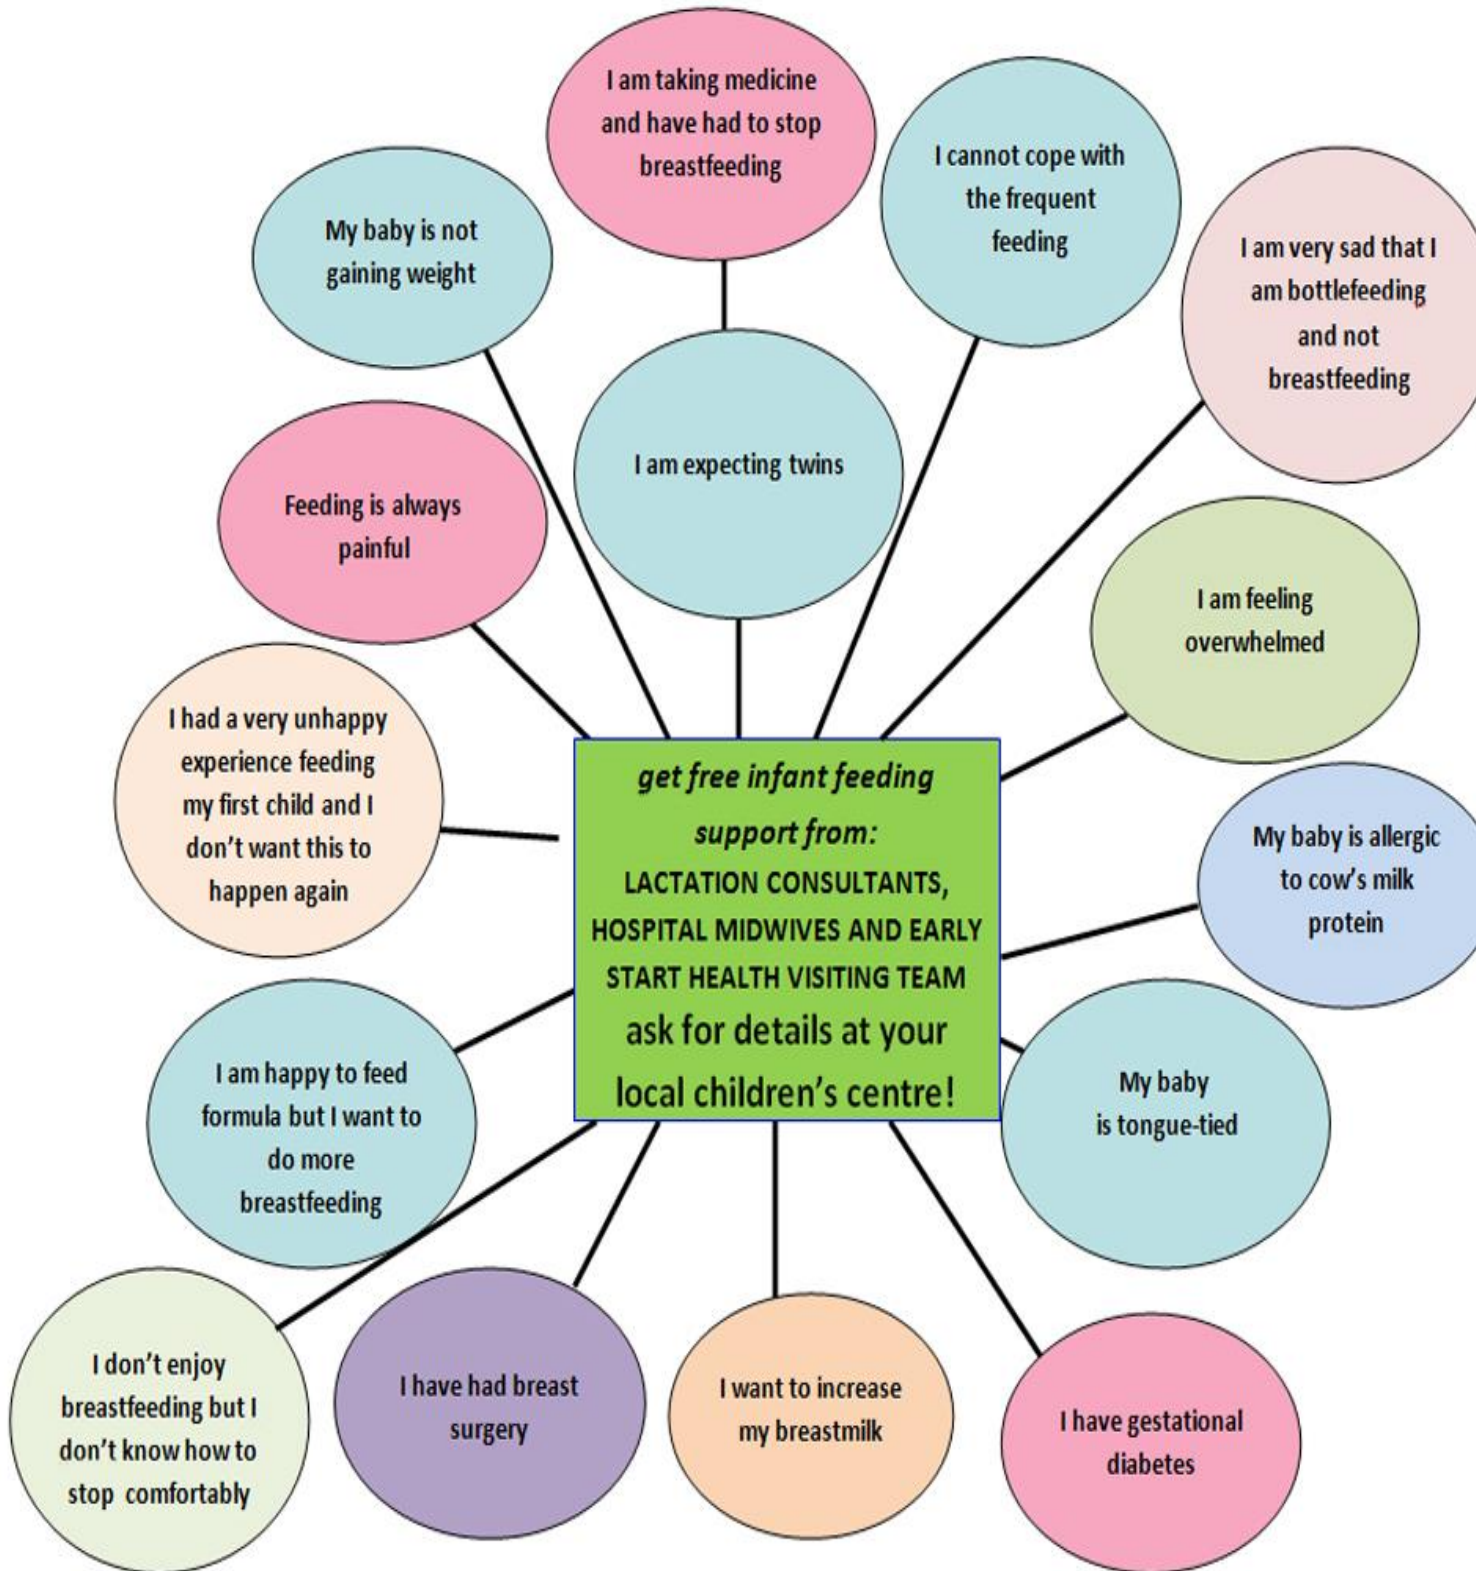 I am taking medicine
and have had to stop
breastfeeding
I cannot cope with
the frequent
feeding
My baby is not
gaining weight
I am very sad that I
am bottlefeeding
and not
breastfeeding
I am expecting twins
Feeding is always
painful
I am feeling
overwhelmed
I had a very unhappy
experience feeding
my first child and I
don’t want this to
happen again
get free infant feeding
support from:
LACTATION CONSULTANTS,
HOSPITAL MIDWIVES AND EARLY
START HEALTH VISITING TEAM
ask for details at your
local children’s centre!
My baby is allergic
to cow’s milk
protein
I am happy to feed
formula but I want to
do more
breastfeeding
My baby
is tongue-tied
I don’t enjoy
breastfeeding but I
don’t know how to
stop comfortably
I have had breast
surgery
I want to increase
my breastmilk
I have gestational
diabetes